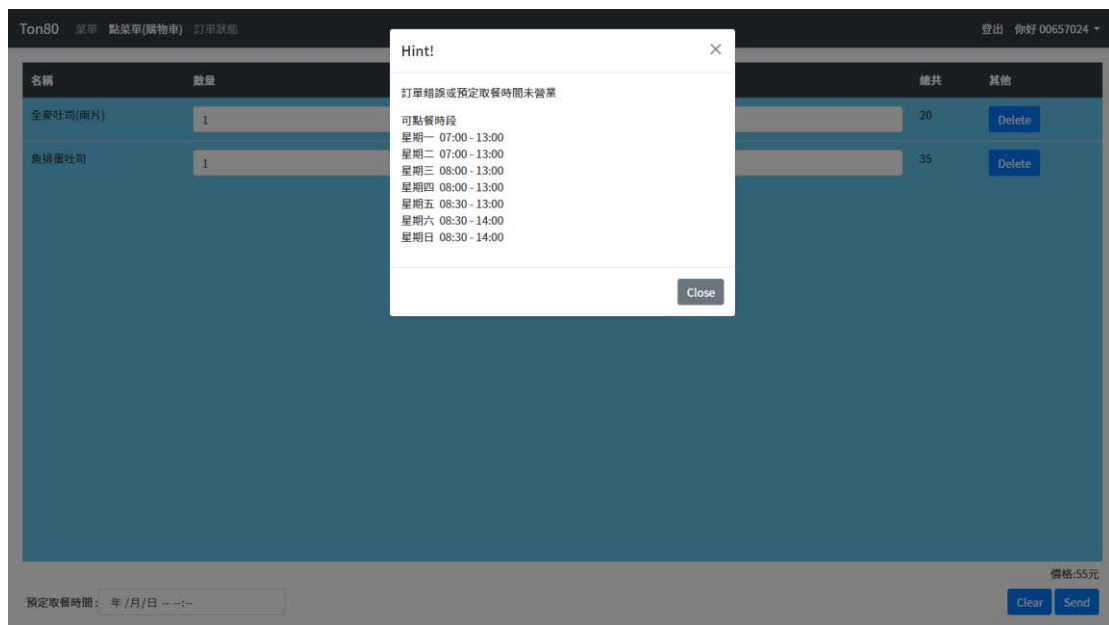 Ton80 菜單 點菜單(購物車) 訂單狀態 登出 你好 00657024
Hint! ×
名稱 數量 總共 其他
訂單錯誤或預定取餐時間未營業
全麥吐司(兩片) 1 20 Delete
可點餐時段
星期一 07:00 - 13:00
星期二 07:00 - 13:00
魚排蛋吐司 1 35 Delete
星期三 08:00 - 13:00
星期四 08:00 - 13:00
星期五 08:30 - 13:00
星期六 08:30 - 14:00
星期日 08:30 - 14:00
Close
價格:55元
預定取餐時間: 年 /月/日 -- --:--
Clear Send